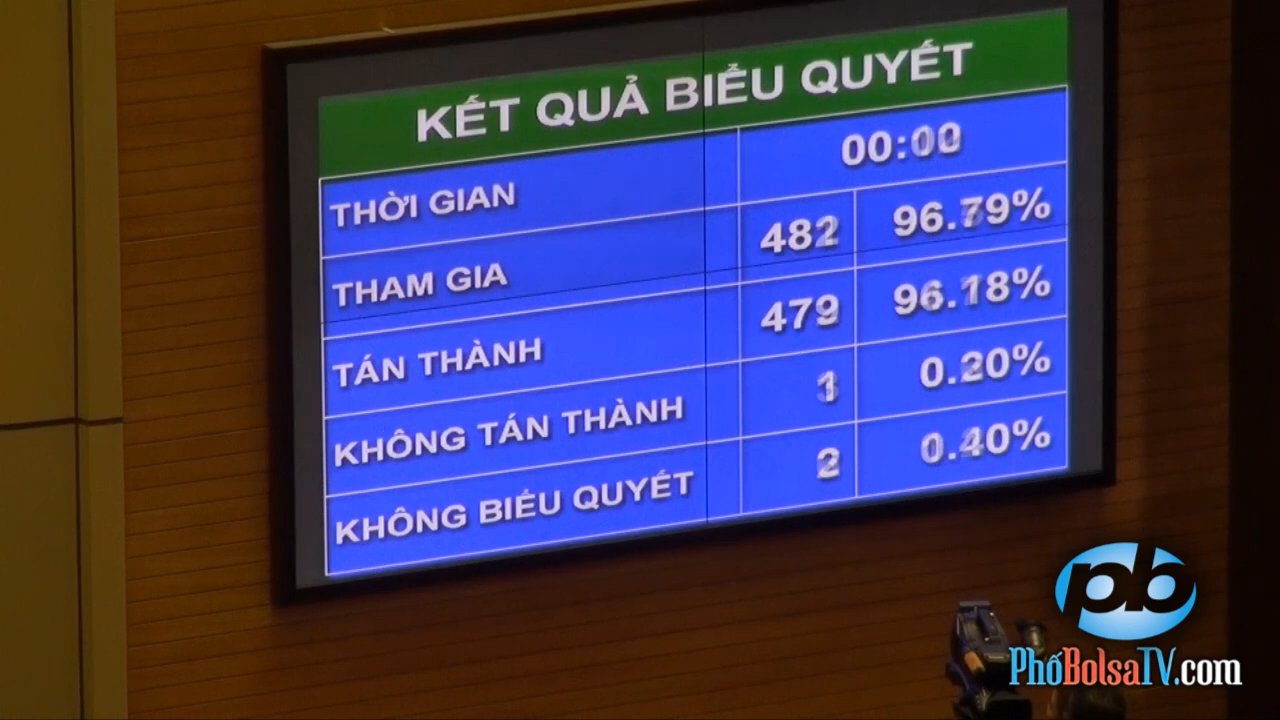 KẾT QUẢ BIỂU QUYẾT
THỜI GIAN 00:00
THAM GIA 482 96.79%
TÁN THÀNH 479 96.18%
KHÔNG TÁN THÀNH 1 0.20%
KHÔNG BIỂU QUYẾT 2 0.40%
pb
PhốBolsaTV.com